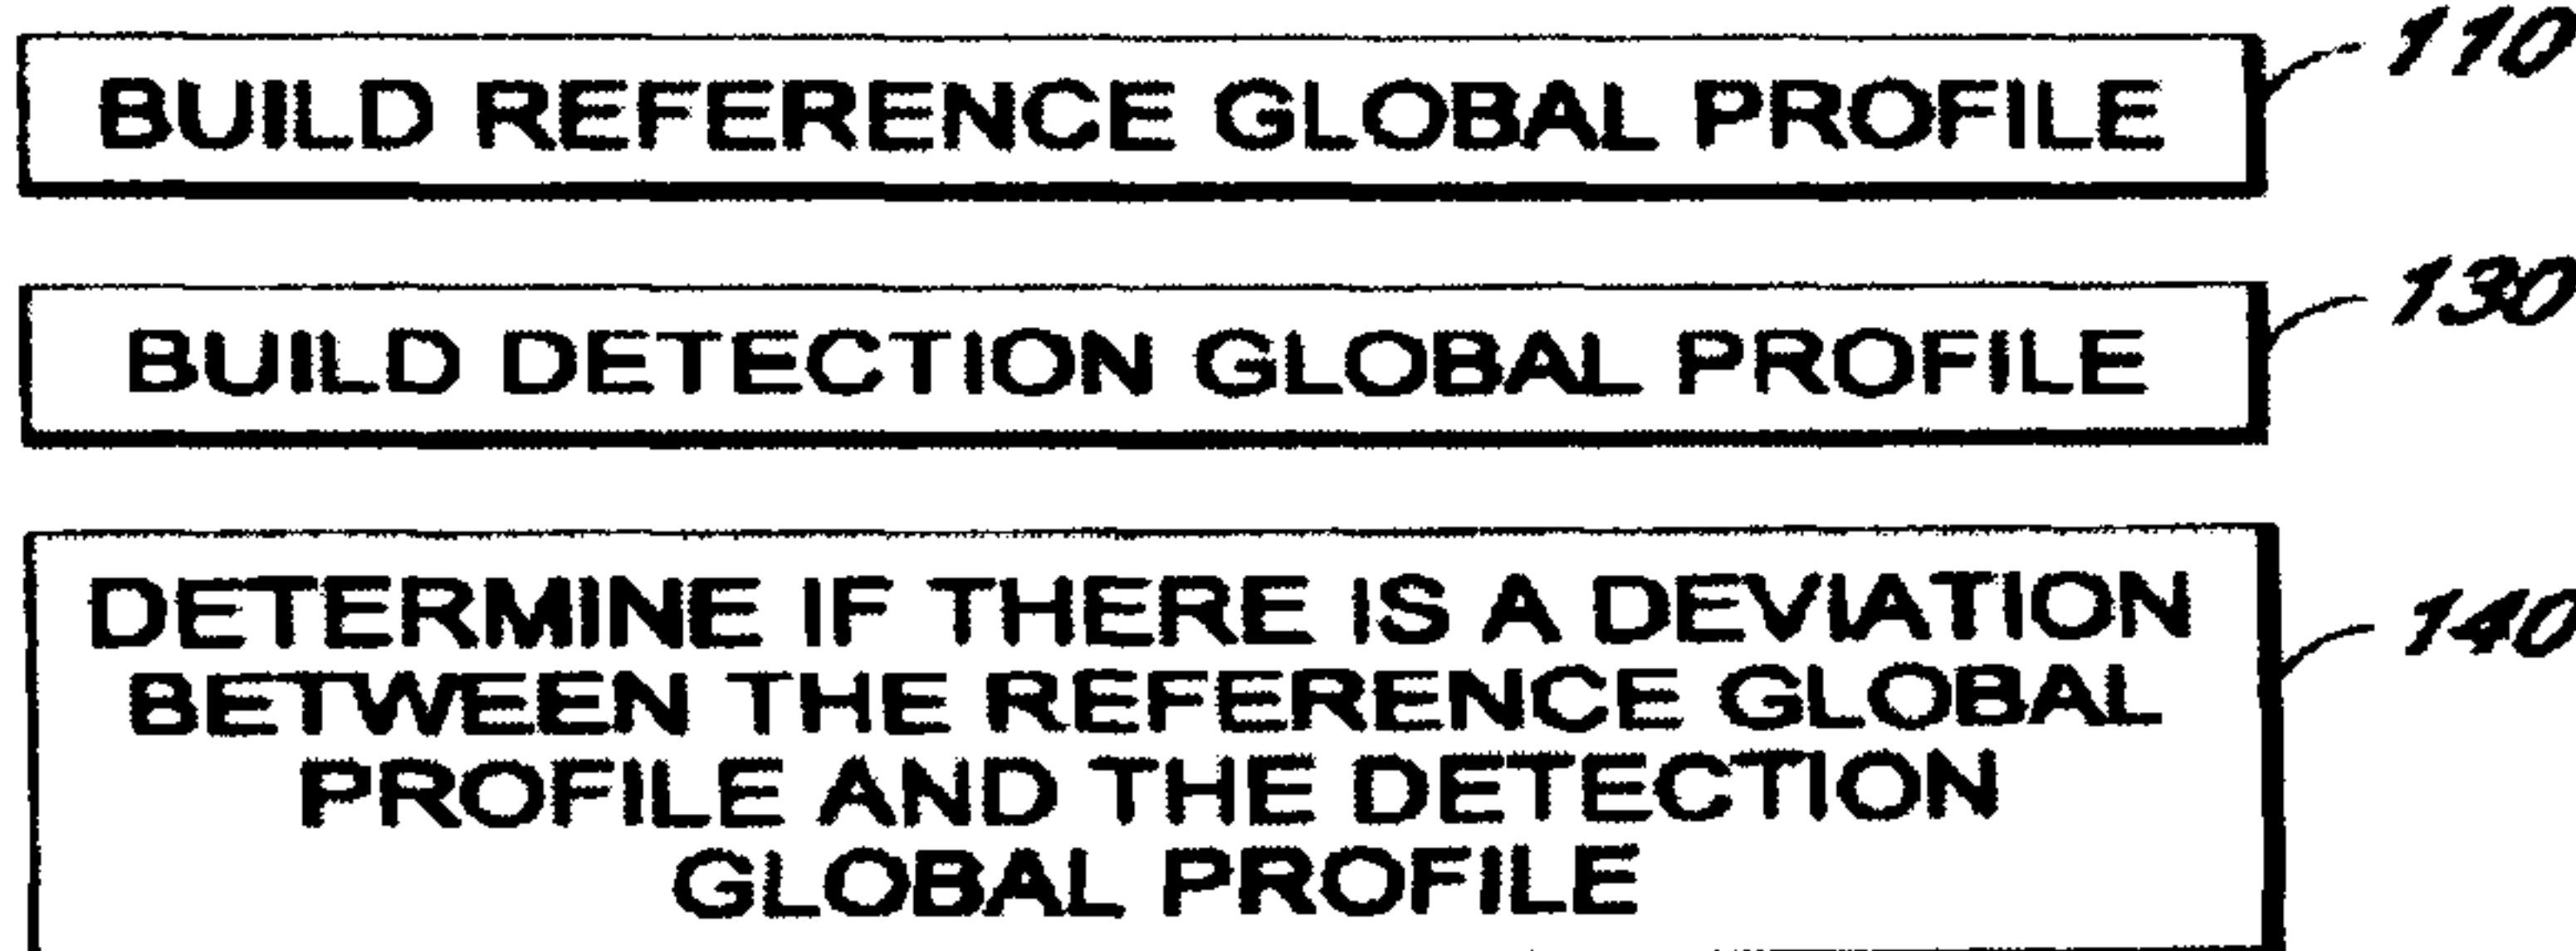 BUILD REFERENCE GLOBAL PROFILE
110
BUILD DETECTION GLOBAL PROFILE
130
DETERMINE IF THERE IS A DEVIATION
BETWEEN THE REFERENCE GLOBAL
PROFILE AND THE DETECTION
GLOBAL PROFILE
140